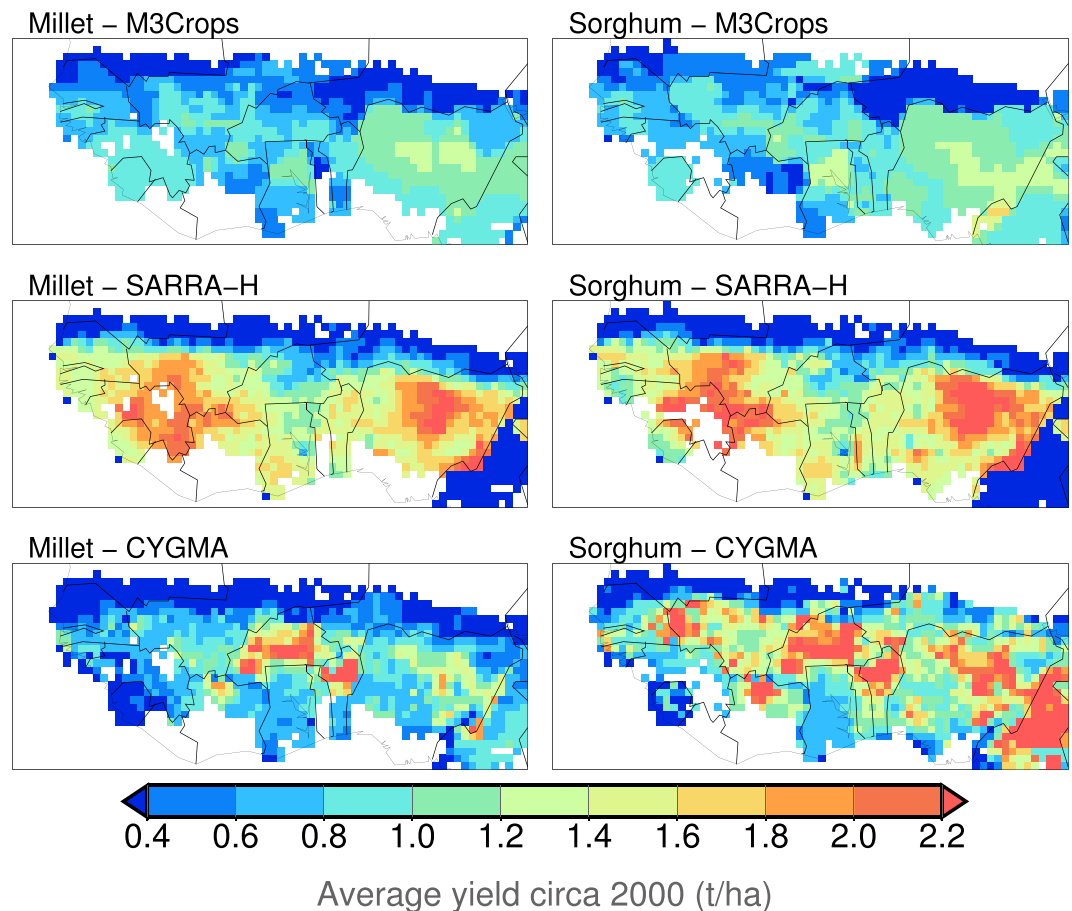 Millet − M3Crops
Sorghum − M3Crops
Millet − SARRA−H
Sorghum − SARRA−H
Millet − CYGMA
Sorghum − CYGMA
0.4 0.6 0.8 1.0 1.2 1.4 1.6 1.8 2.0 2.2
Average yield circa 2000 (t/ha)